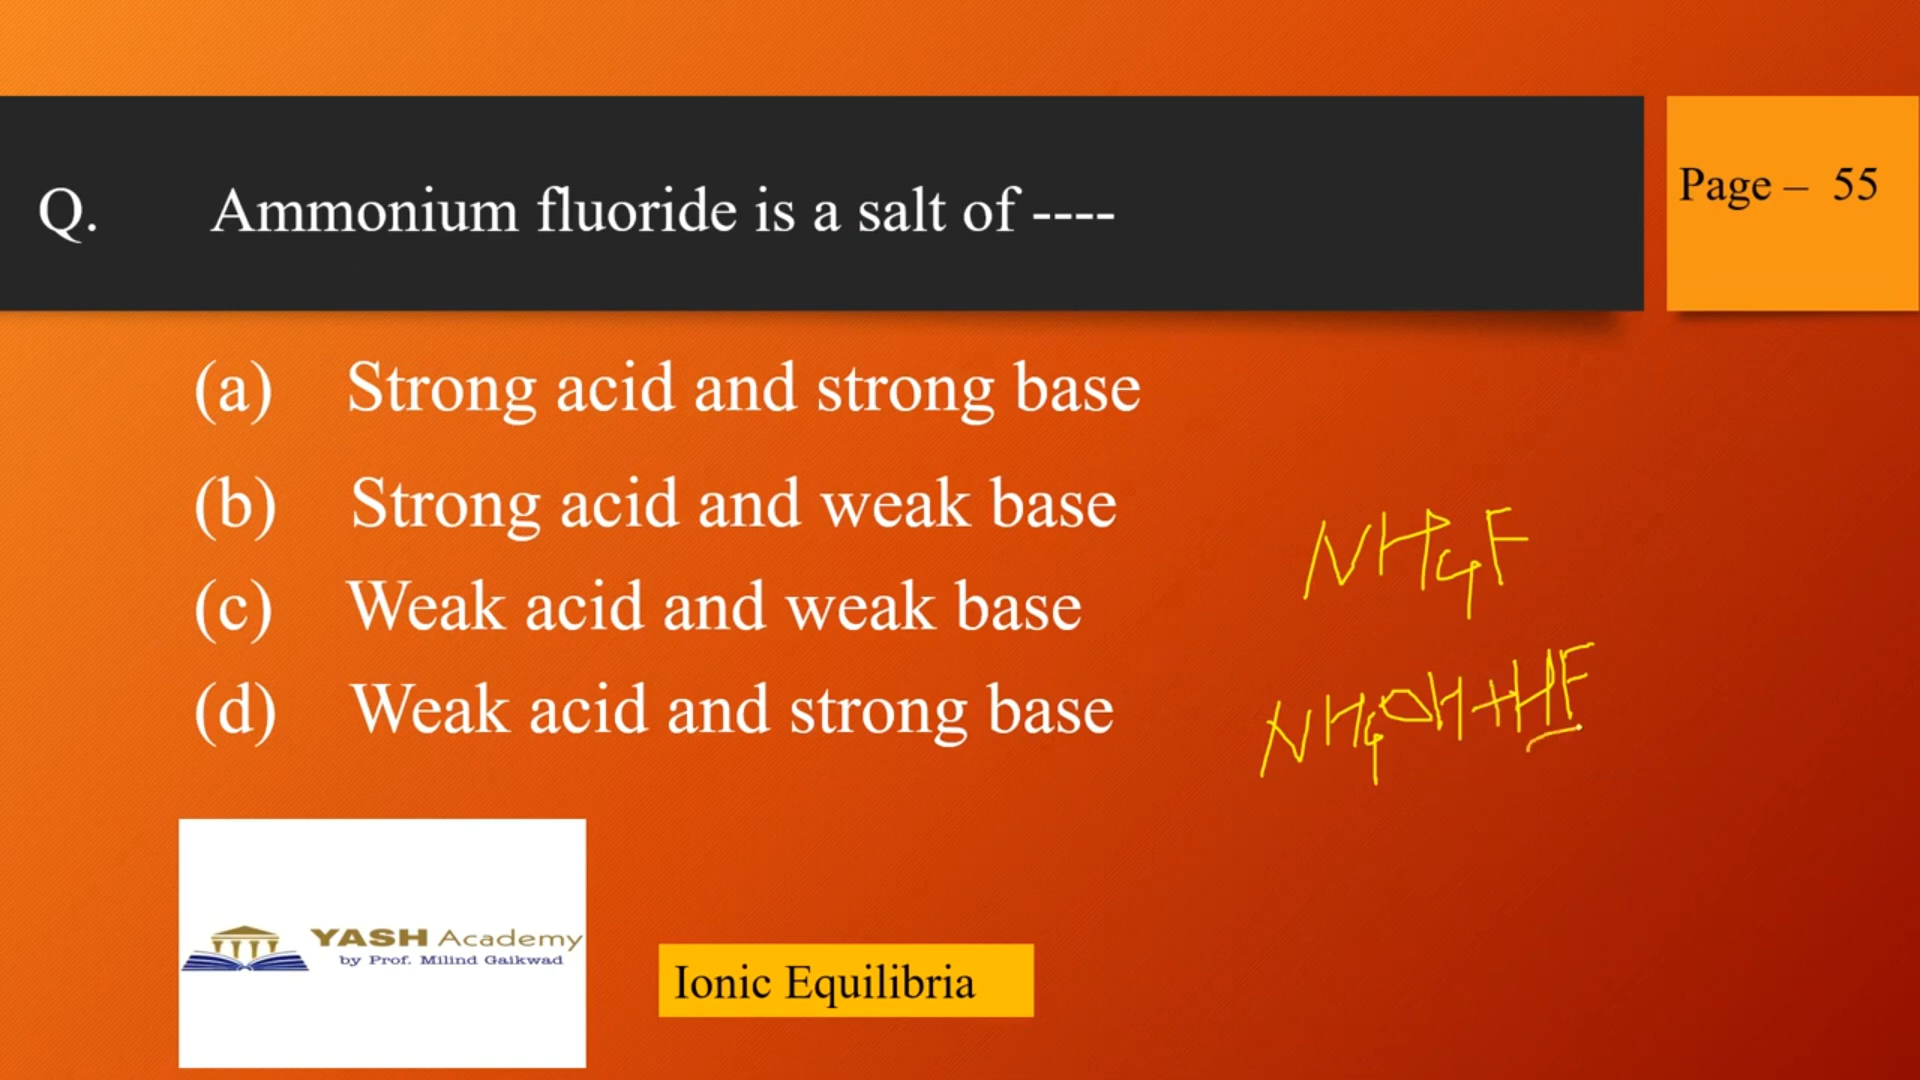 Q. Ammonium fluoride is a salt of ----
Page – 55
(a) Strong acid and strong base
(b) Strong acid and weak base
(c) Weak acid and weak base
(d) Weak acid and strong base
NH4F
NH4OH+HF
YASH Academy
by Prof. Milind Gaikwad
Ionic Equilibria